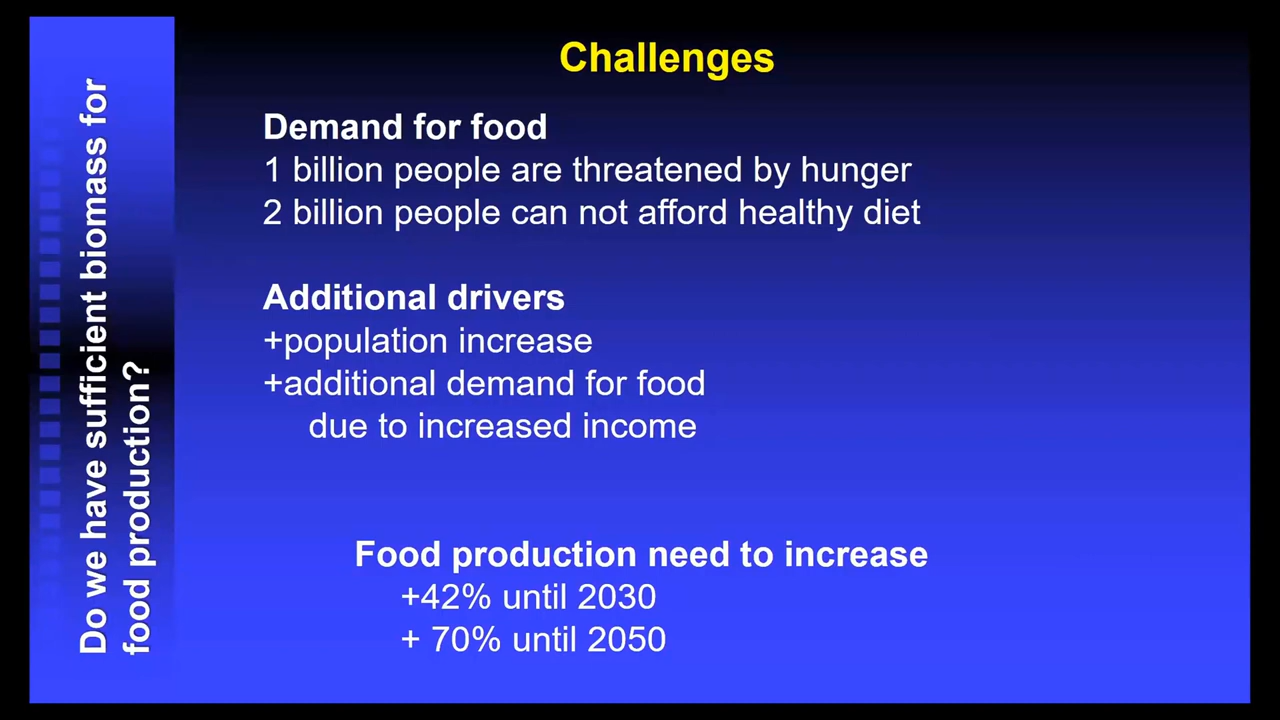 Challenges
Demand for food
1 billion people are threatened by hunger
2 billion people can not afford healthy diet
Additional drivers
+population increase
+additional demand for food
due to increased income
Food production need to increase
+42% until 2030
+ 70% until 2050
Do we have sufficient biomass for
food production?